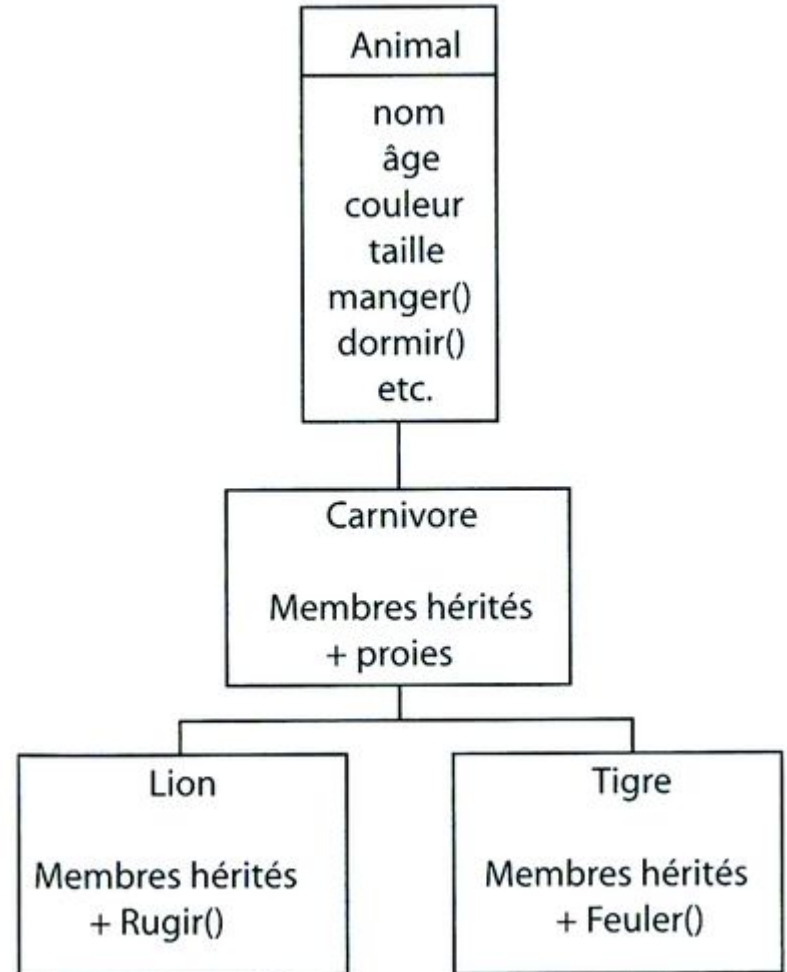 Animal
nom
âge
couleur
taille
manger()
dormir()
etc.
Carnivore
Membres hérités
+ proies
Lion
Membres hérités
+ Rugir()
Tigre
Membres hérités
+ Feuler()